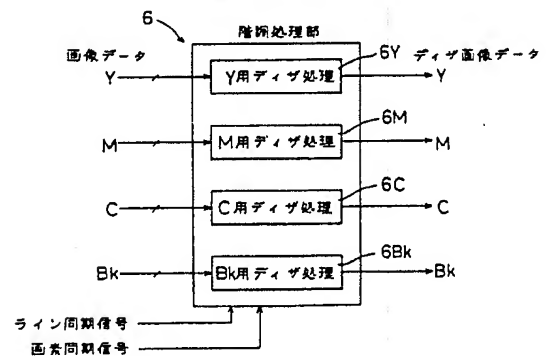 6
階調処理部
画像データ
6Y
ディザ画像データ
Y
Y用ディザ処理
Y
6M
M
M用ディザ処理
M
6C
C
C用ディザ処理
C
6Bk
Bk
Bk用ディザ処理
Bk
ライン同期信号
画素同期信号